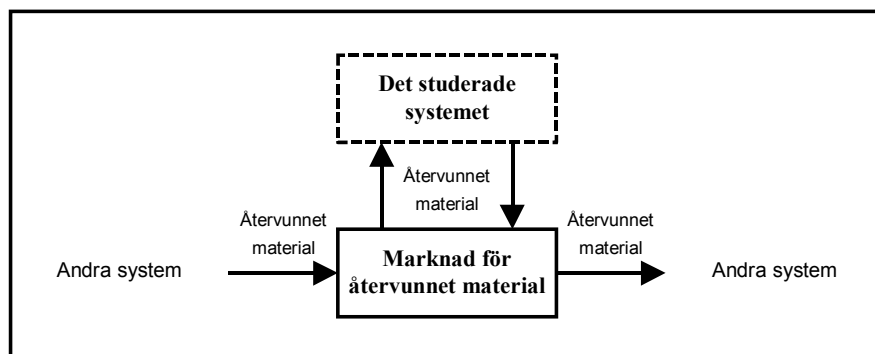 Det studerade
systemet
Återvunnet
material
Återvunnet
material
Återvunnet
material
Andra system
Marknad för
återvunnet material
Andra system